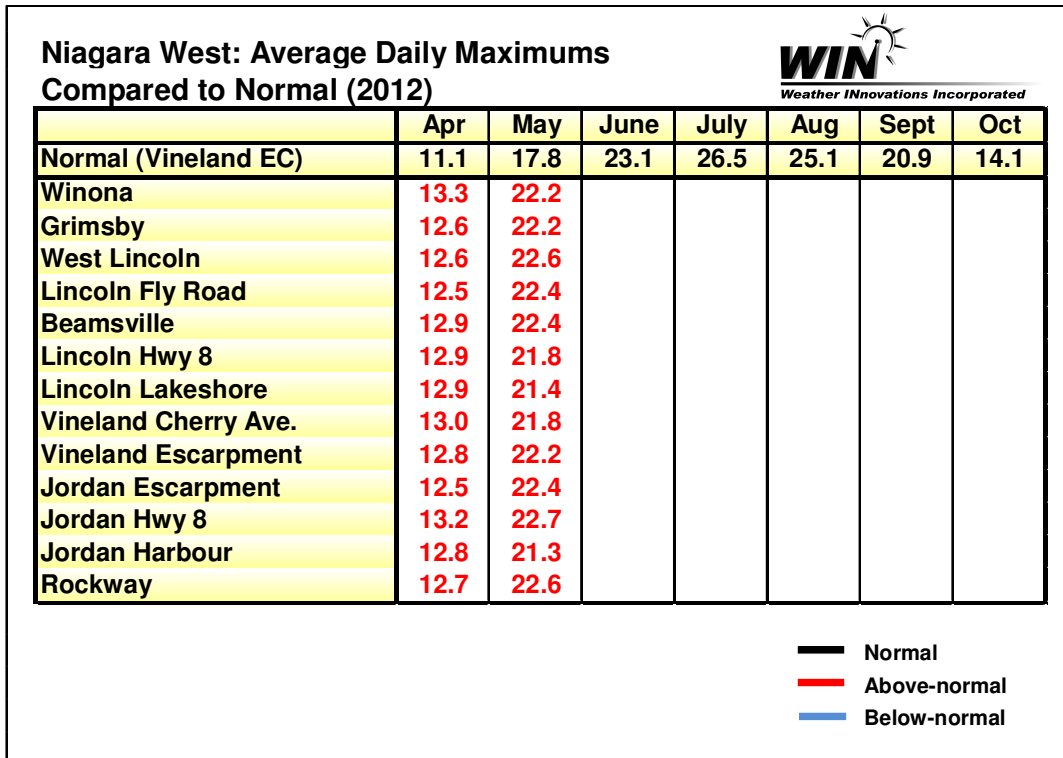 Niagara West: Average Daily Maximums
Compared to Normal (2012)
WIN
Weather INnovations Incorporated
Apr May June July Aug Sept Oct
Normal (Vineland EC) 11.1 17.8 23.1 26.5 25.1 20.9 14.1
Winona 13.3 22.2
Grimsby 12.6 22.2
West Lincoln 12.6 22.6
Lincoln Fly Road 12.5 22.4
Beamsville 12.9 22.4
Lincoln Hwy 8 12.9 21.8
Lincoln Lakeshore 12.9 21.4
Vineland Cherry Ave. 13.0 21.8
Vineland Escarpment 12.8 22.2
Jordan Escarpment 12.5 22.4
Jordan Hwy 8 13.2 22.7
Jordan Harbour 12.8 21.3
Rockway 12.7 22.6
Normal
Above-normal
Below-normal